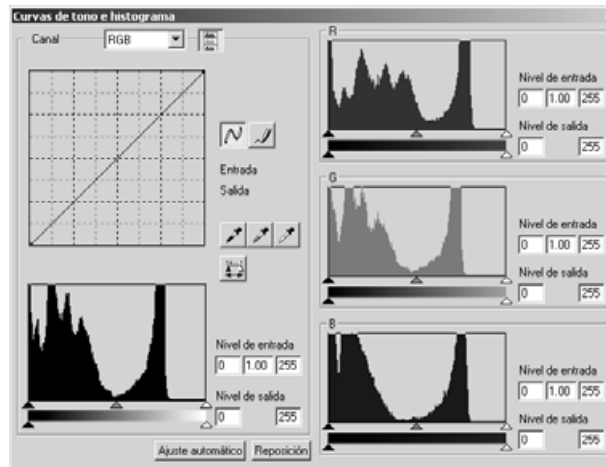 Curvas de tono e histograma
Canal
RGB
Entrada
Salida
Nivel de entrada
0 1.00 255
Nivel de salida
0 255
Ajuste automático
Reposición
R
Nivel de entrada
0 1.00 255
Nivel de salida
0 255
G
Nivel de entrada
0 1.00 255
Nivel de salida
0 255
B
Nivel de entrada
0 1.00 255
Nivel de salida
0 255